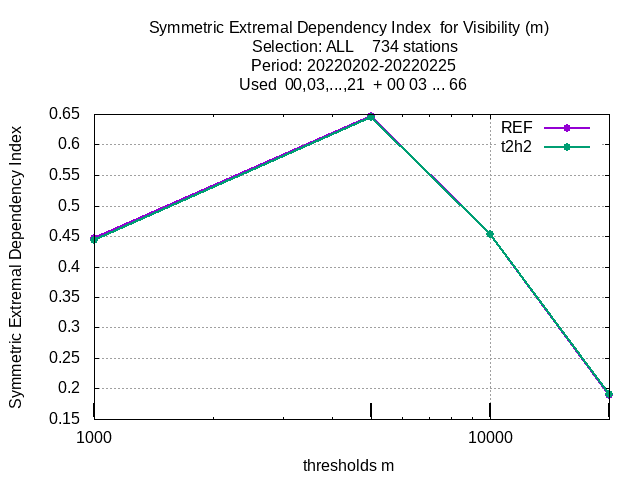 Symmetric Extremal Dependency Index  for Visibility (m)
Selection: ALL    734 stations
Period: 20220202-20220225
Used  00,03,...,21  + 00 03 ... 66
REF
t2h2
Symmetric Extremal Dependency Index
0.65
0.6
0.55
0.5
0.45
0.4
0.35
0.3
0.25
0.2
0.15
1000
10000
thresholds m